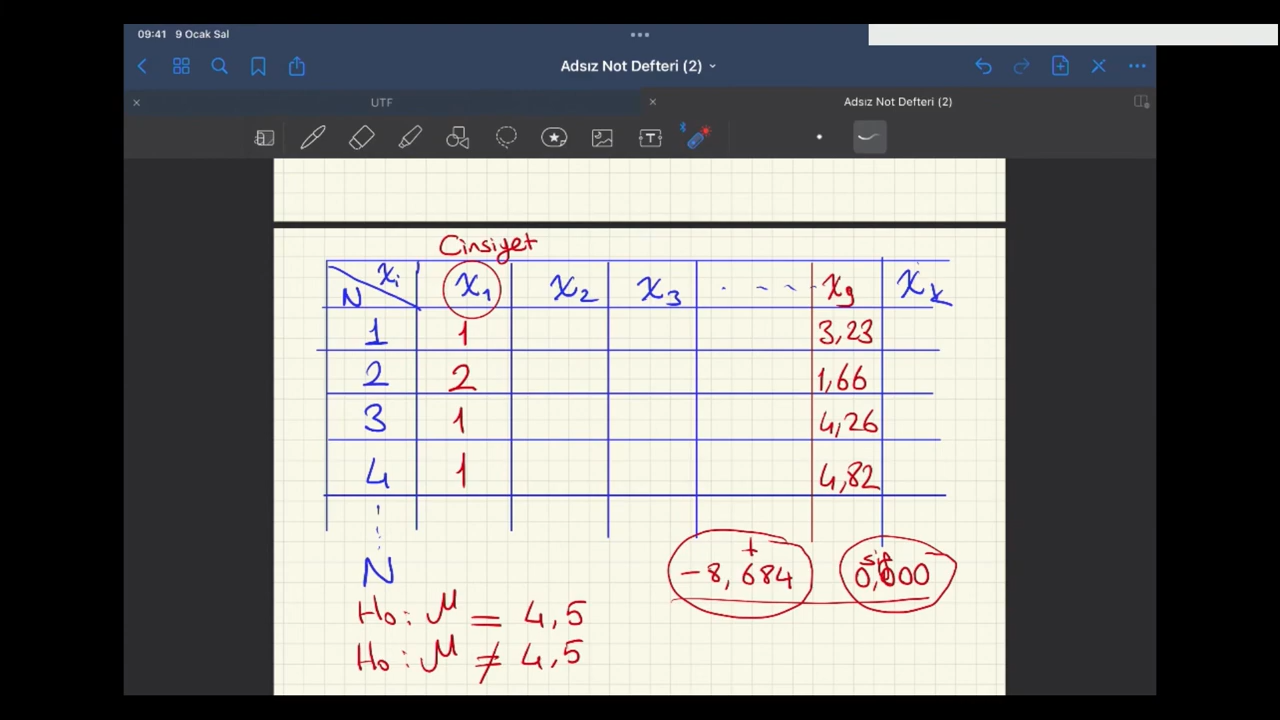 09:41 9 Ocak Sal
Adsız Not Defteri (2)
UTF
Adsız Not Defteri (2)
Cinsiyet
N xi x1 x2 x3 . - - - x9 xk
1 1 3,23
2 2 1,66
3 1 4,26
4 1 4,82
N
t sig
-8,684 0,000
Ho: μ = 4,5
Ho: μ ≠ 4,5